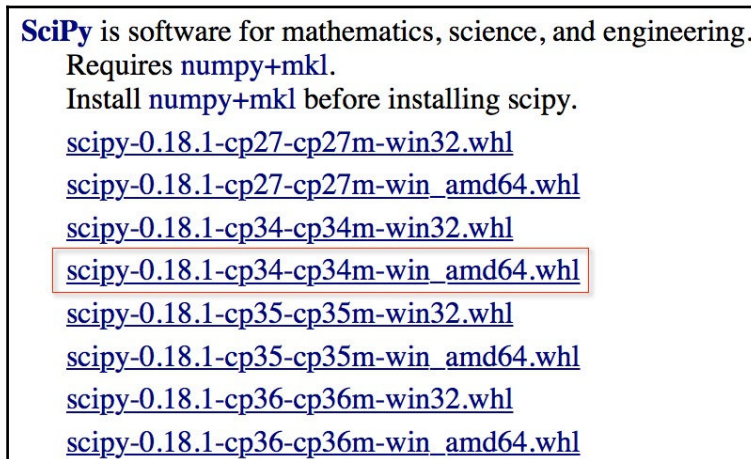 SciPy is software for mathematics, science, and engineering.
Requires numpy+mkl.
Install numpy+mkl before installing scipy.
scipy-0.18.1-cp27-cp27m-win32.whl
scipy-0.18.1-cp27-cp27m-win_amd64.whl
scipy-0.18.1-cp34-cp34m-win32.whl
scipy-0.18.1-cp34-cp34m-win_amd64.whl
scipy-0.18.1-cp35-cp35m-win32.whl
scipy-0.18.1-cp35-cp35m-win_amd64.whl
scipy-0.18.1-cp36-cp36m-win32.whl
scipy-0.18.1-cp36-cp36m-win_amd64.whl